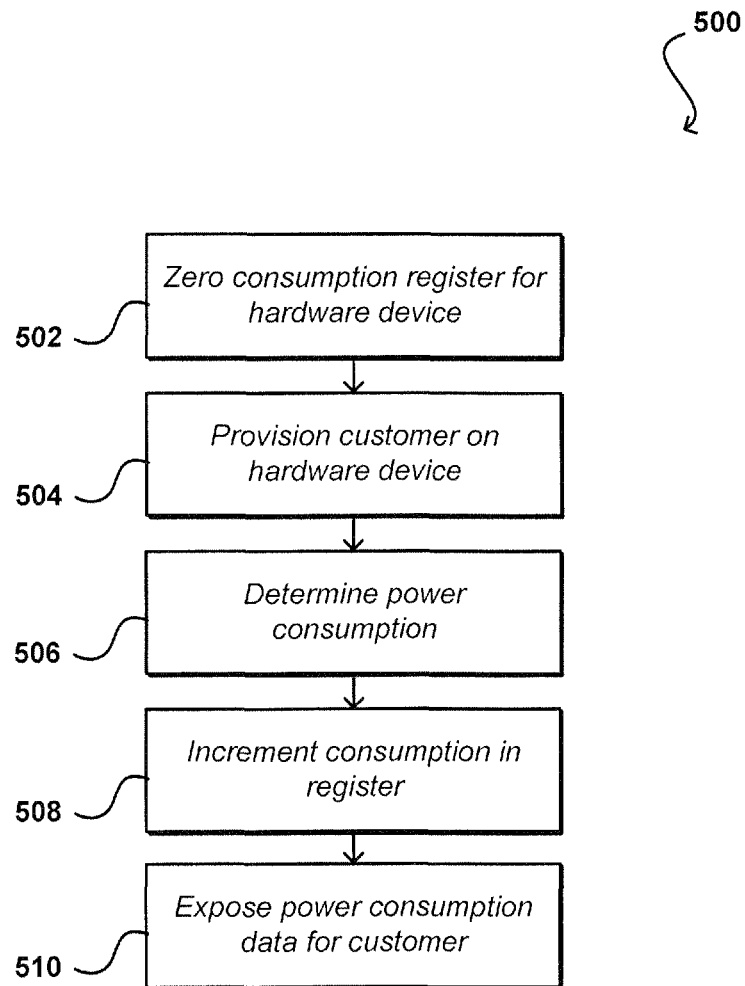 500
Zero consumption register for
hardware device
502
Provision customer on
hardware device
504
Determine power
consumption
506
Increment consumption in
register
508
Expose power consumption
data for customer
510